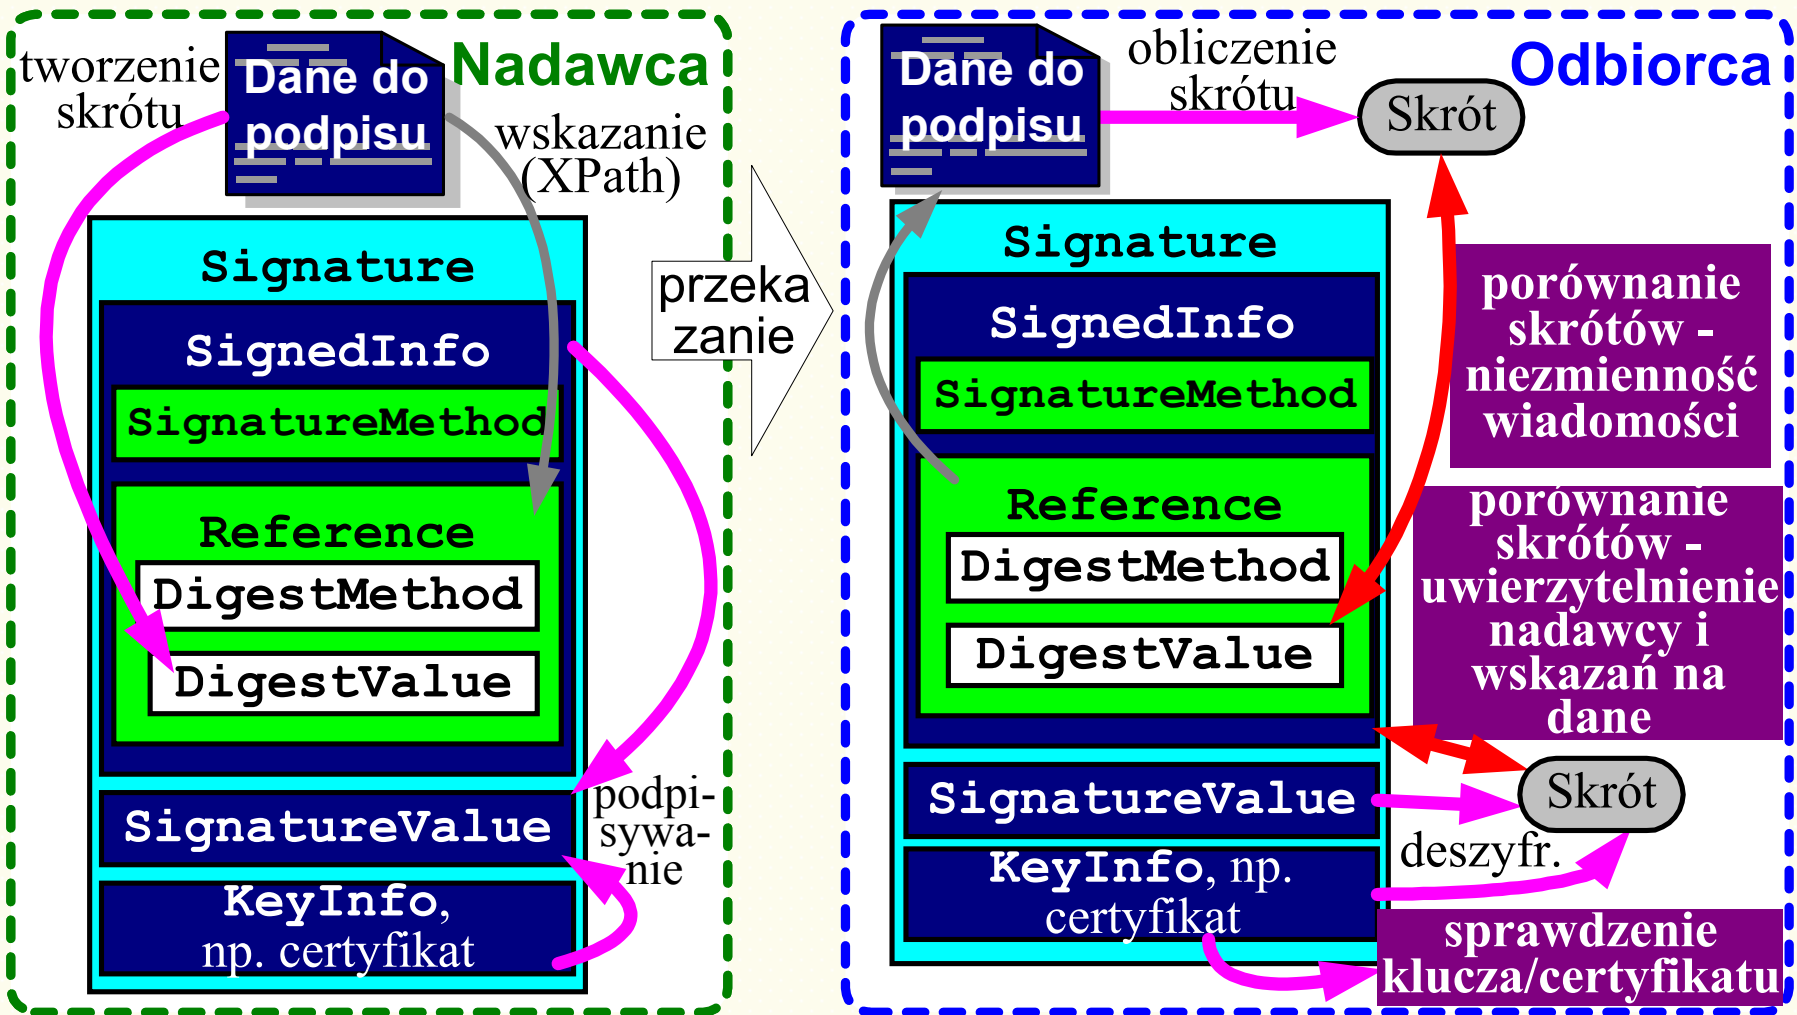 Nadawca
tworzenie
skrótu
Dane do
podpisu
wskazanie
(XPath)
Signature
SignedInfo
SignatureMethod
Reference
DigestMethod
DigestValue
SignatureValue
podpi-
sywa-
nie
KeyInfo,
np. certyfikat
przeka
zanie
Odbiorca
Dane do
podpisu
obliczenie
skrótu
Skrót
Signature
SignedInfo
SignatureMethod
Reference
DigestMethod
DigestValue
SignatureValue
KeyInfo, np.
certyfikat
porównanie
skrótów -
niezmienność
wiadomości
porównanie
skrótów -
uwierzytelnienie
nadawcy i
wskazań na
dane
Skrót
deszyfr.
sprawdzenie
klucza/certyfikatu